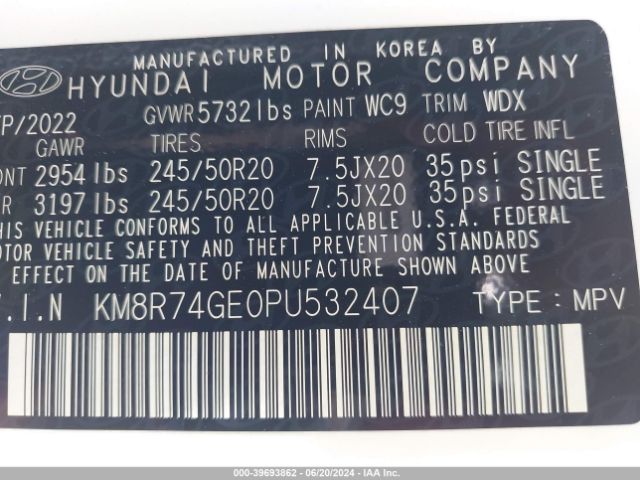 MANUFACTURED IN KOREA BY
HYUNDAI MOTOR COMPANY
P/2022 GVWR 5732 lbs PAINT WC9 TRIM WDX
GAWR TIRES RIMS COLD TIRE INFL
ONT 2954 lbs 245/50R20 7.5JX20 35psi SINGLE
R 3197 lbs 245/50R20 7.5JX20 35psi SINGLE
HIS VEHICLE CONFORMS TO ALL APPLICABLE U.S.A. FEDERAL
OTOR VEHICLE SAFETY AND THEFT PREVENTION STANDARDS
EFFECT ON THE DATE OF MANUFACTURE SHOWN ABOVE
V.I.N KM8R74GE0PU532407 TYPE : MPV
000-39693862 - 06/20/2024 - IAA Inc.